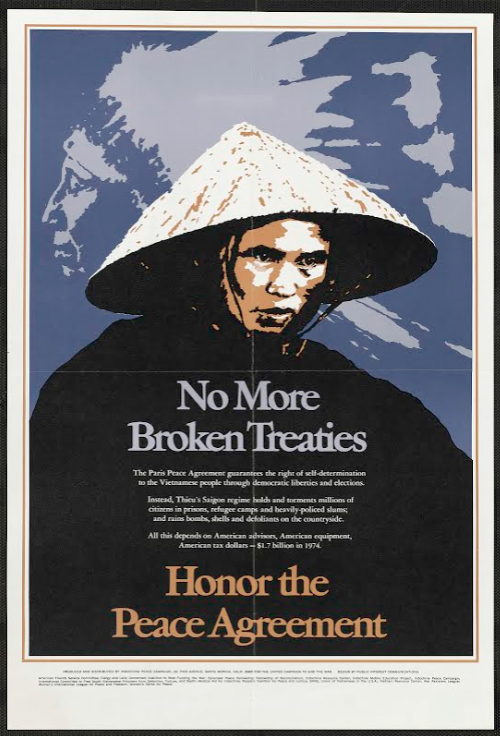 No More
Broken Treaties
The Paris Peace Agreement guarantees the right of self-determination
to the Vietnamese people through democratic liberties and elections.
Instead, Thieu's Saigon regime holds and torments millions of
citizens in prisons, refugee camps and heavily-policed slums;
and rains bombs, shells and defoliants on the countryside.
All this depends on American advisors, American equipment,
American tax dollars — $1.7 billion in 1974.
Honor the
Peace Agreement